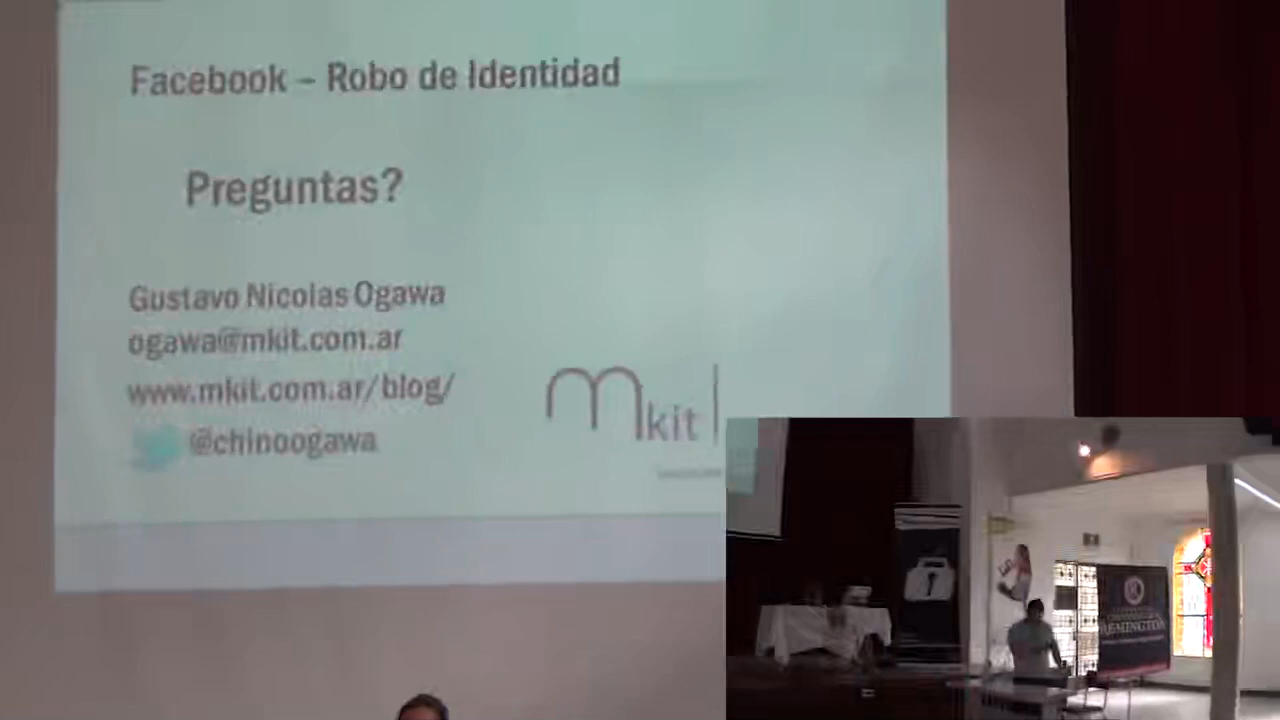 Facebook – Robo de Identidad
Preguntas?
Gustavo Nicolas Ogawa
ogawa@mkit.com.ar
www.mkit.com.ar/blog/
@chinoogawa
mkit
REMINGTON